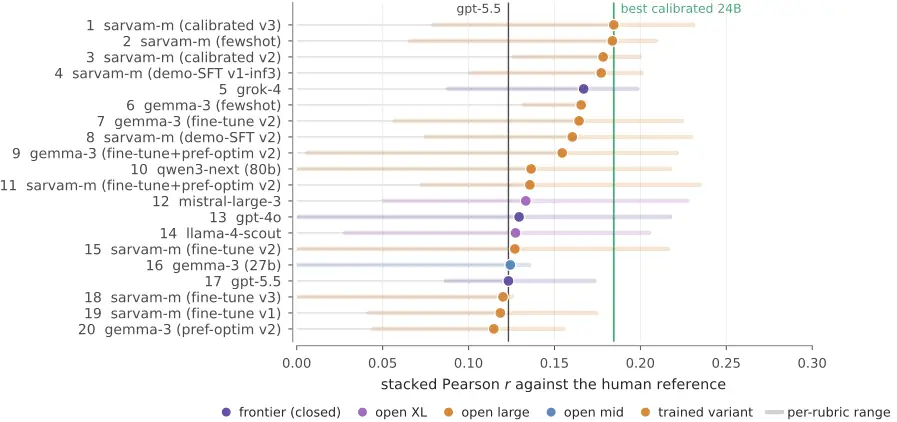 gpt-5.5 best calibrated 24B
1 sarvam-m (calibrated v3)
2 sarvam-m (fewshot)
3 sarvam-m (calibrated v2)
4 sarvam-m (demo-SFT v1-inf3)
5 grok-4
6 gemma-3 (fewshot)
7 gemma-3 (fine-tune v2)
8 sarvam-m (demo-SFT v2)
9 gemma-3 (fine-tune+pref-optim v2)
10 qwen3-next (80b)
11 sarvam-m (fine-tune+pref-optim v2)
12 mistral-large-3
13 gpt-4o
14 llama-4-scout
15 sarvam-m (fine-tune v2)
16 gemma-3 (27b)
17 gpt-5.5
18 sarvam-m (fine-tune v3)
19 sarvam-m (fine-tune v1)
20 gemma-3 (pref-optim v2)
0.00 0.05 0.10 0.15 0.20 0.25 0.30
stacked Pearson r against the human reference
frontier (closed) open XL open large open mid trained variant per-rubric range